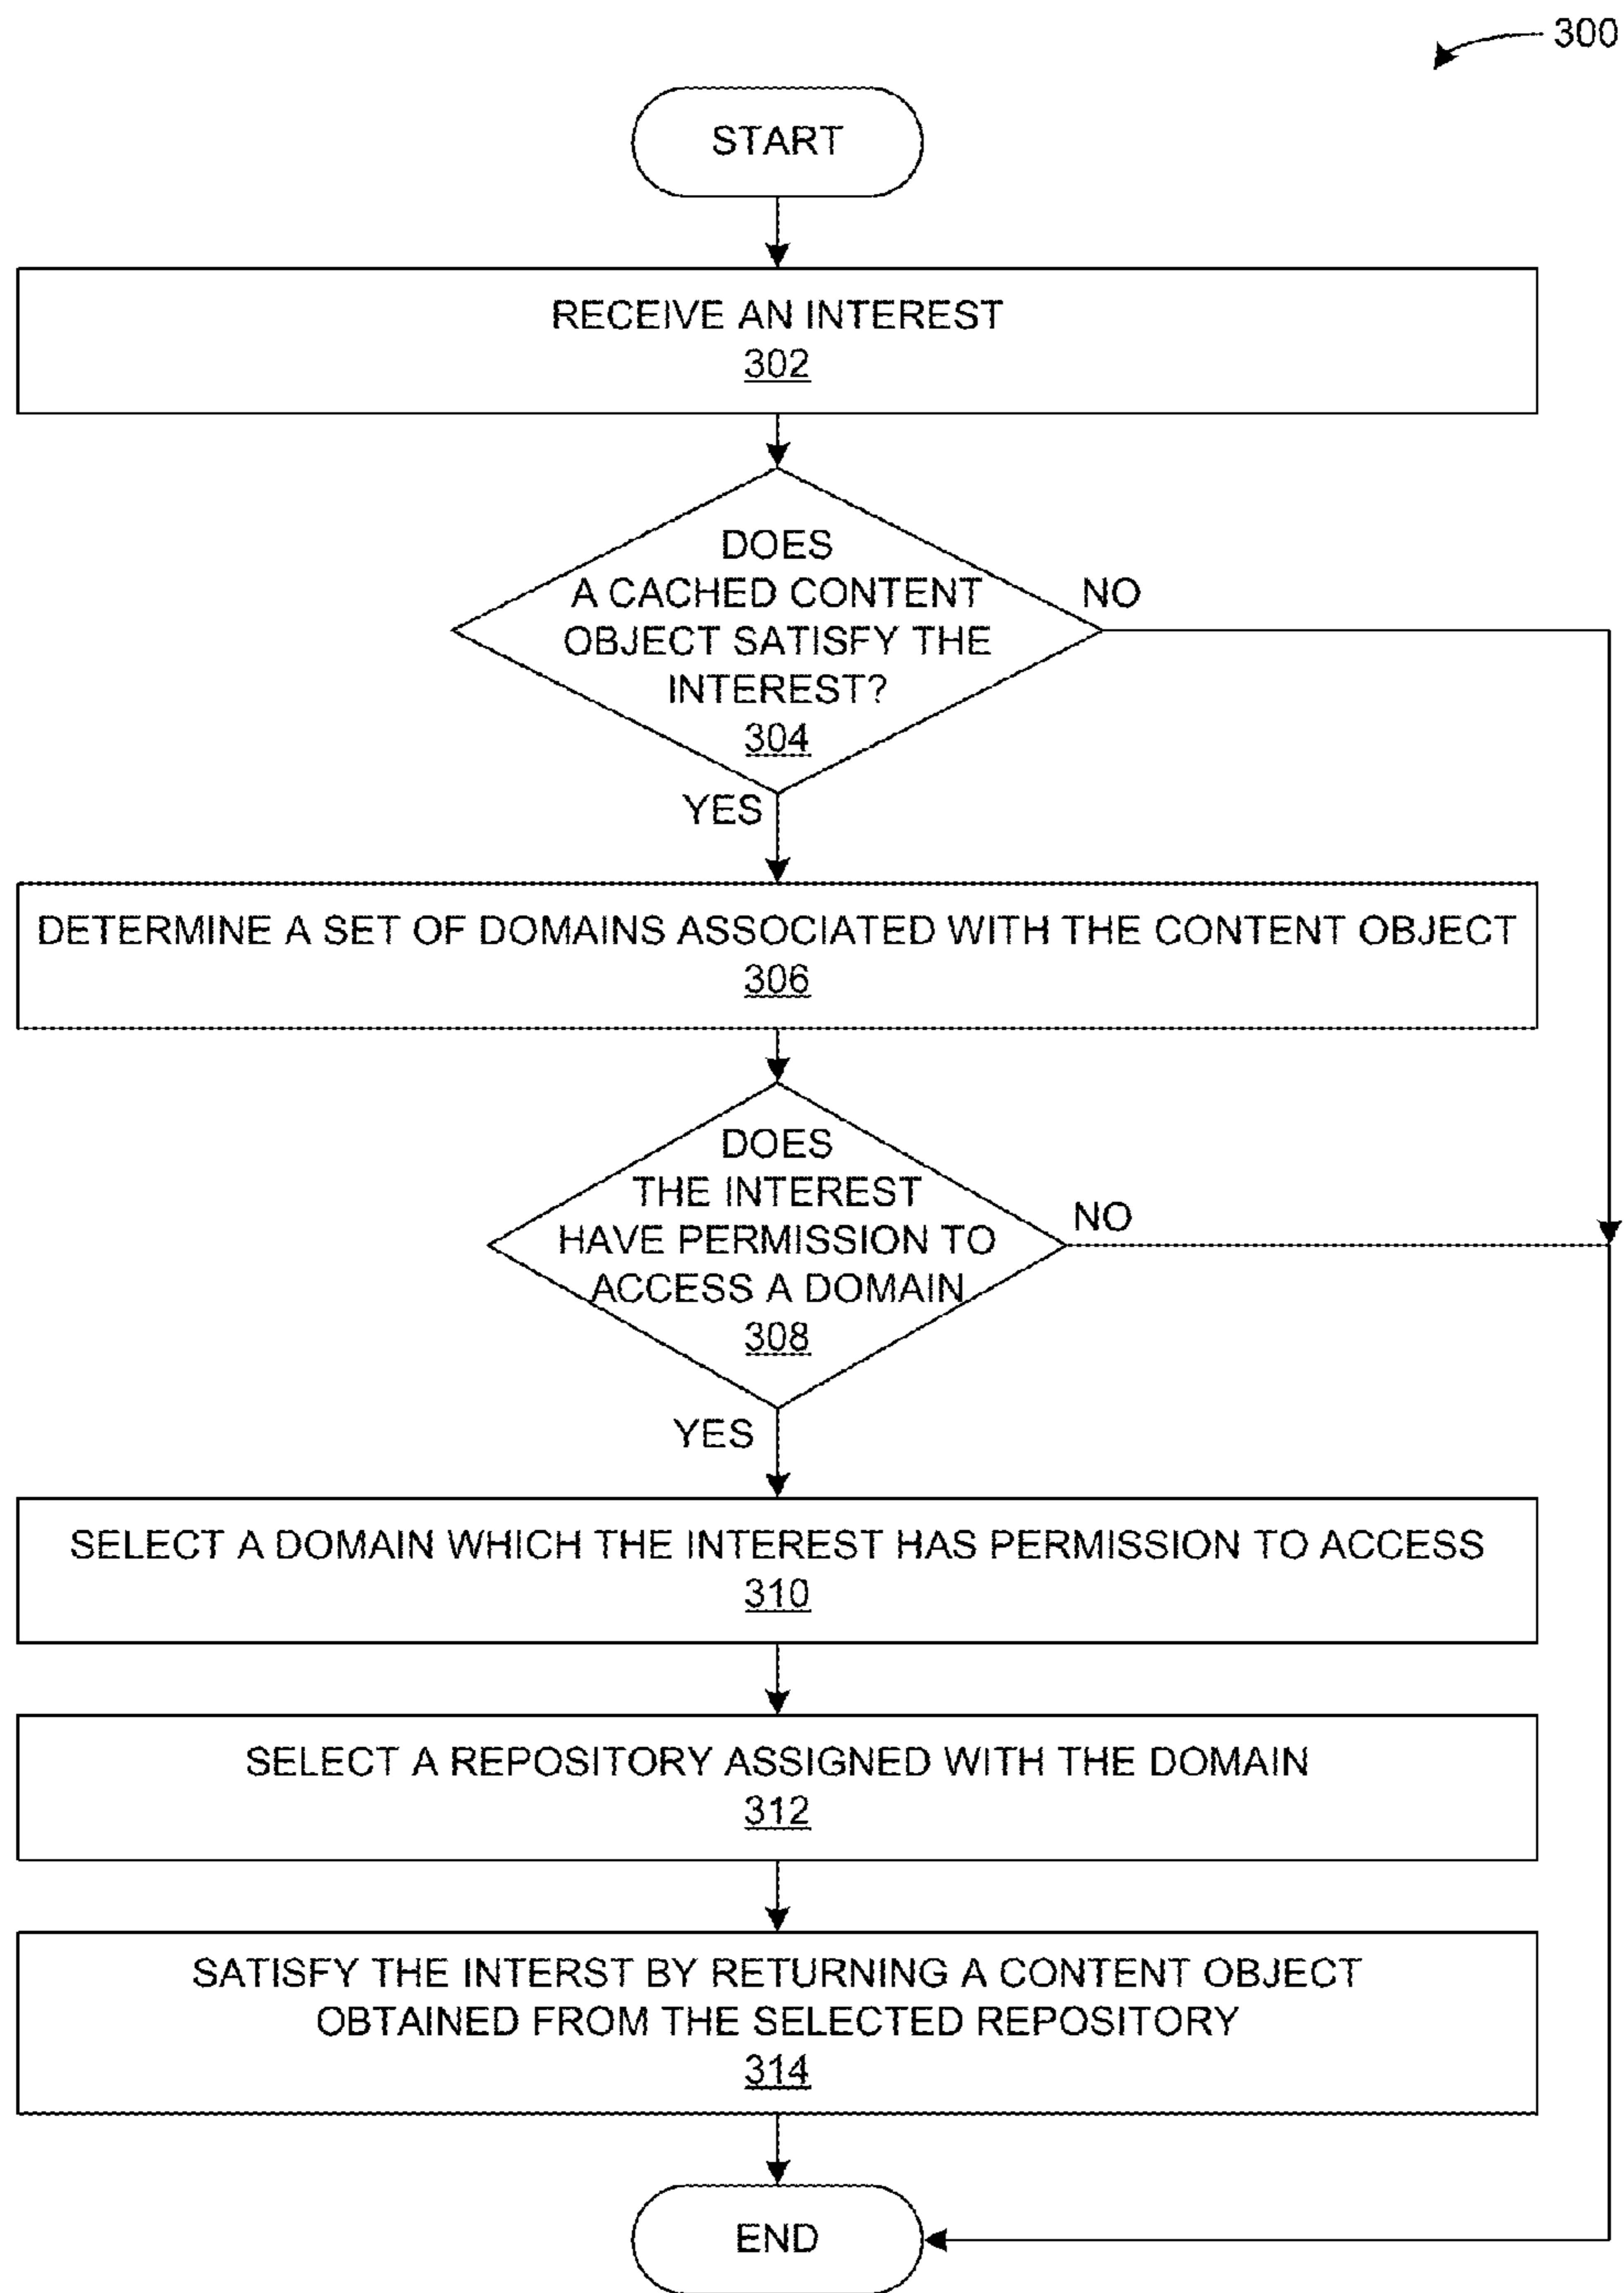 300
START
RECEIVE AN INTEREST
302
DOES
A CACHED CONTENT
OBJECT SATISFY THE
INTEREST?
304
NO
YES
DETERMINE A SET OF DOMAINS ASSOCIATED WITH THE CONTENT OBJECT
306
DOES
THE INTEREST
HAVE PERMISSION TO
ACCESS A DOMAIN
308
NO
YES
SELECT A DOMAIN WHICH THE INTEREST HAS PERMISSION TO ACCESS
310
SELECT A REPOSITORY ASSIGNED WITH THE DOMAIN
312
SATISFY THE INTERST BY RETURNING A CONTENT OBJECT
OBTAINED FROM THE SELECTED REPOSITORY
314
END